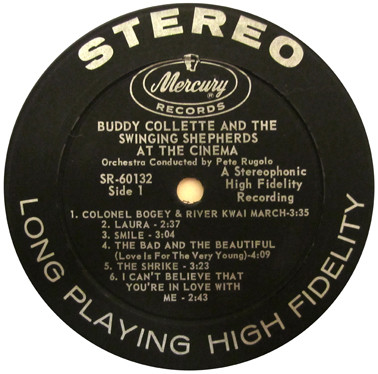 STEREO
Mercury
RECORDS
BUDDY COLLETTE AND THE
SWINGING SHEPHERDS
AT THE CINEMA
Orchestra Conducted by Pete Rugolo
SR-60132
Side 1
A Stereophonic
High Fidelity
Recording
1. COLONEL BOGEY & RIVER KWAI MARCH-3:35
2. LAURA - 2:37
3. SMILE - 3:04
4. THE BAD AND THE BEAUTIFUL
(Love Is For The Very Young)-4:09
5. THE SHRIKE - 3:23
6. I CAN'T BELIEVE THAT
YOU'RE IN LOVE WITH
ME - 2:43
LONG PLAYING HIGH FIDELITY